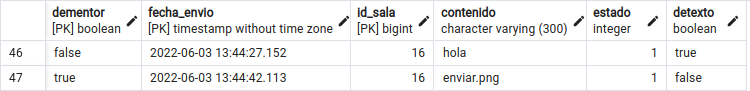 dementor fecha_envio id_sala contenido estado detexto
[PK] boolean [PK] timestamp without time zone [PK] bigint character varying (300) integer boolean
46 false 2022-06-03 13:44:27.152 16 hola 1 true
47 true 2022-06-03 13:44:42.113 16 enviar.png 1 false